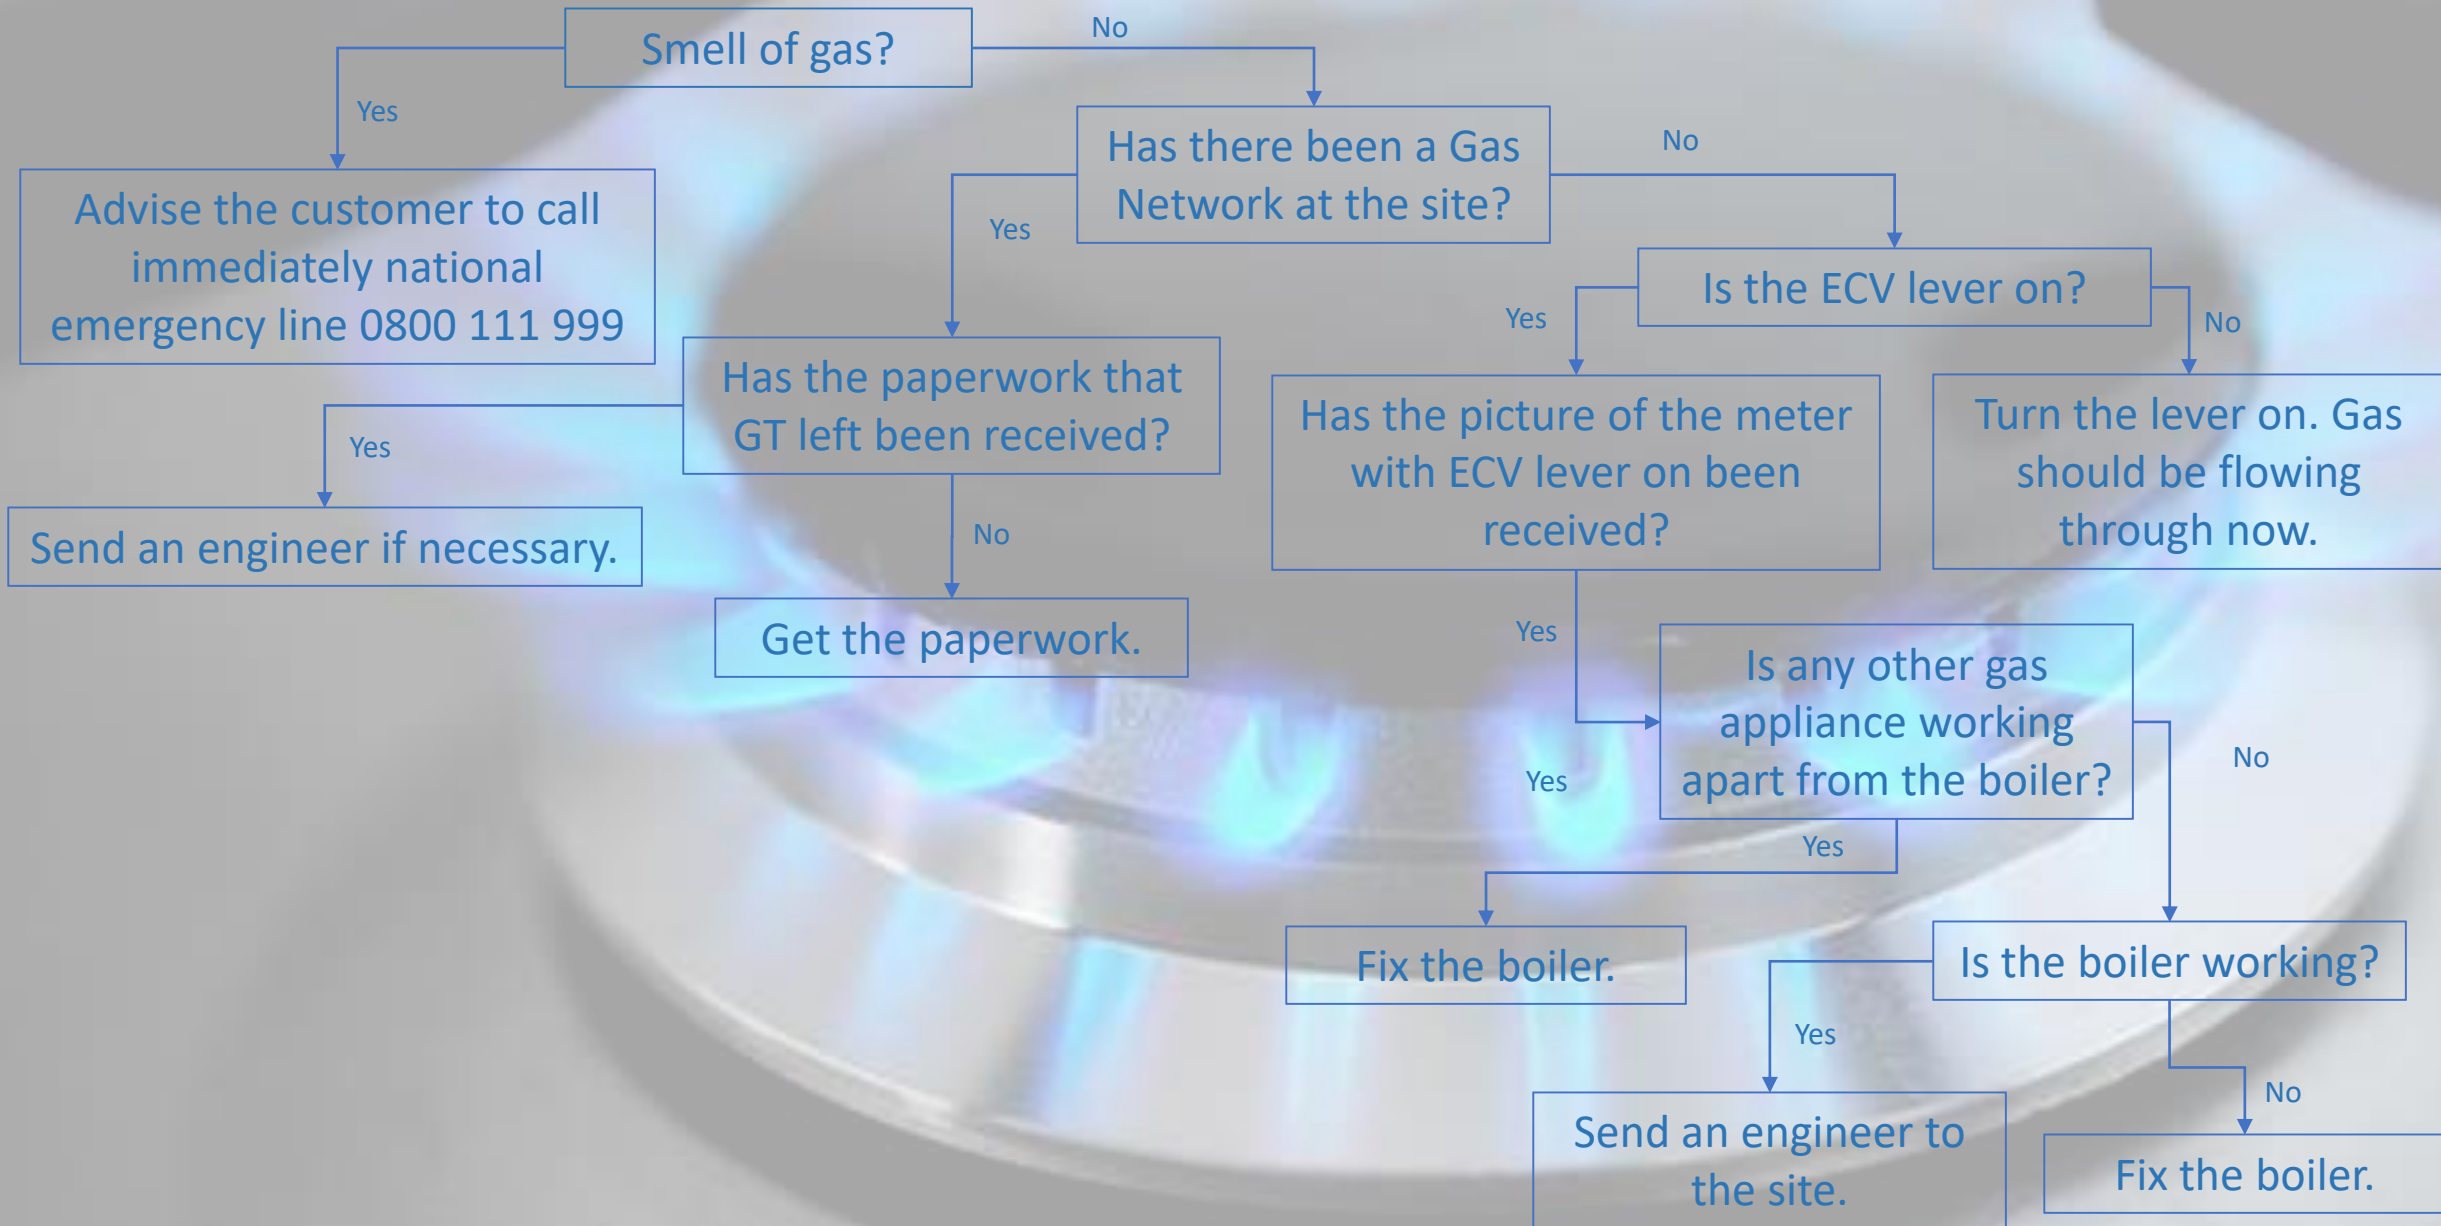 Smell of gas?
No
Yes
Has there been a Gas
Network at the site?
No
Yes
Advise the customer to call
immediately national
emergency line 0800 111 999
Is the ECV lever on?
Yes
No
Has the paperwork that
GT left been received?
Yes
No
Has the picture of the meter
with ECV lever on been
received?
Turn the lever on. Gas
should be flowing
through now.
Send an engineer if necessary.
Get the paperwork.
Yes
Is any other gas
appliance working
apart from the boiler?
Yes
No
Yes
Fix the boiler.
Is the boiler working?
Yes
No
Send an engineer to
the site.
Fix the boiler.